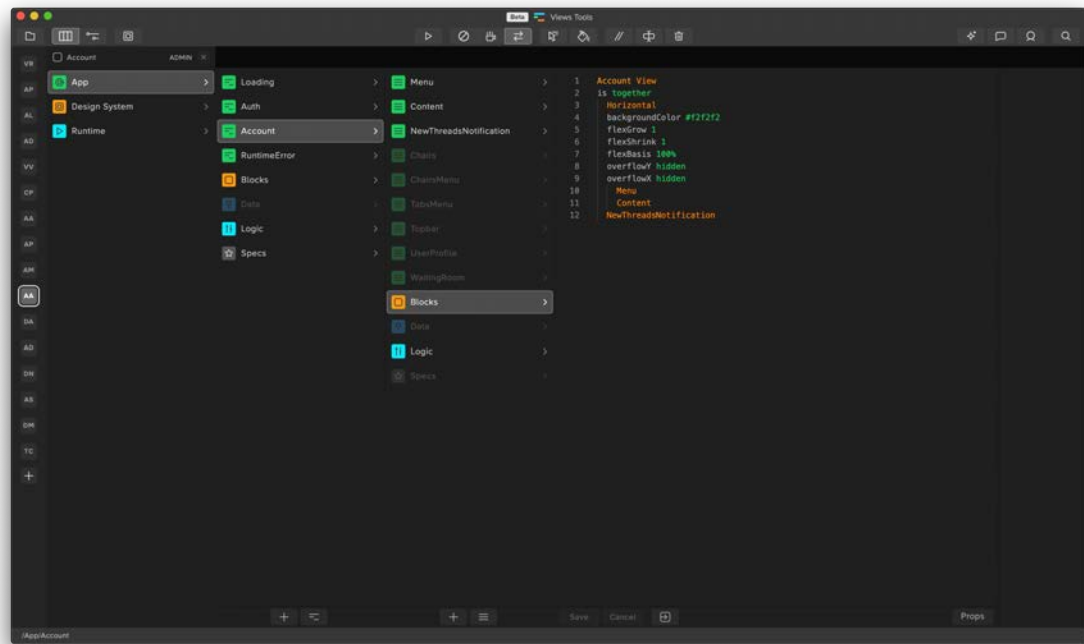 Beta Views Tools
Account ADMIN ×
VR
AP
AL
AD
VV
CP
AA
AP
AM
AA
DA
AD
DN
AS
DM
TC
App
Design System
Runtime
Loading
Auth
Account
RuntimeError
Blocks
Data
Logic
Specs
Menu
Content
NewThreadsNotification
Chats
ChatsMenu
TabsMenu
Topbar
UserProfile
WaitingRoom
Blocks
Data
Logic
Specs
1 Account View
2 is together
3 Horizontal
4 backgroundColor #f2f2f2
5 flexGrow 1
6 flexShrink 1
7 flexBasis 100%
8 overflowY hidden
9 overflowX hidden
10 Menu
11 Content
12 NewThreadsNotification
Save Cancel Props
/App/Account